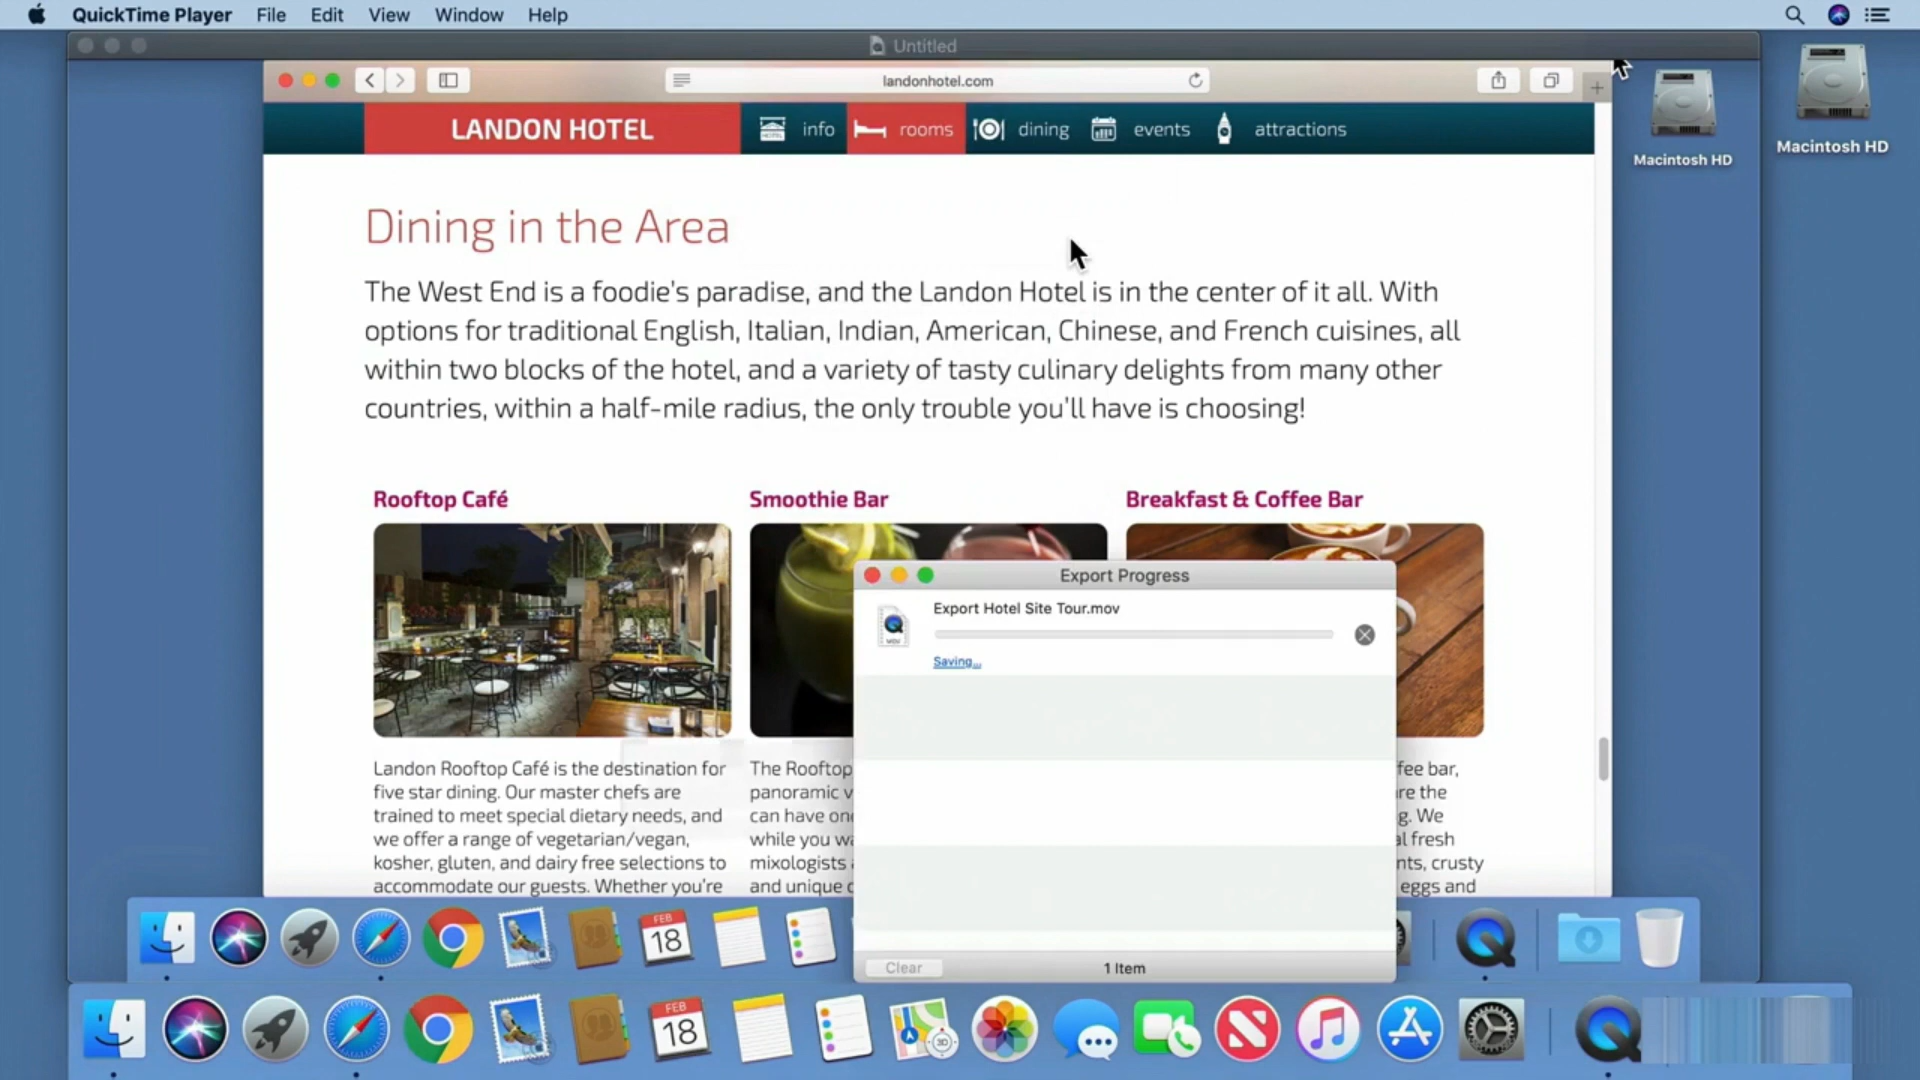 QuickTime Player File Edit View Window Help
Untitled
landonhotel.com
Macintosh HD
Macintosh HD
LANDON HOTEL info rooms dining events attractions
Dining in the Area
The West End is a foodie's paradise, and the Landon Hotel is in the center of it all. With
options for traditional English, Italian, Indian, American, Chinese, and French cuisines, all
within two blocks of the hotel, and a variety of tasty culinary delights from many other
countries, within a half-mile radius, the only trouble you'll have is choosing!
Rooftop Café
Smoothie Bar
Breakfast & Coffee Bar
Export Progress
Export Hotel Site Tour.mov
Saving...
Clear
1 Item
Landon Rooftop Café is the destination for
five star dining. Our master chefs are
trained to meet special dietary needs, and
we offer a range of vegetarian/vegan,
kosher, gluten, and dairy free selections to
accommodate our guests. Whether you're
The Rooftop
panoramic v
can have on
while you w
mixologists
and unique
fee bar,
re the
g. We
l fresh
nts, crusty
eggs and
FEB
18
FEB
18
3D